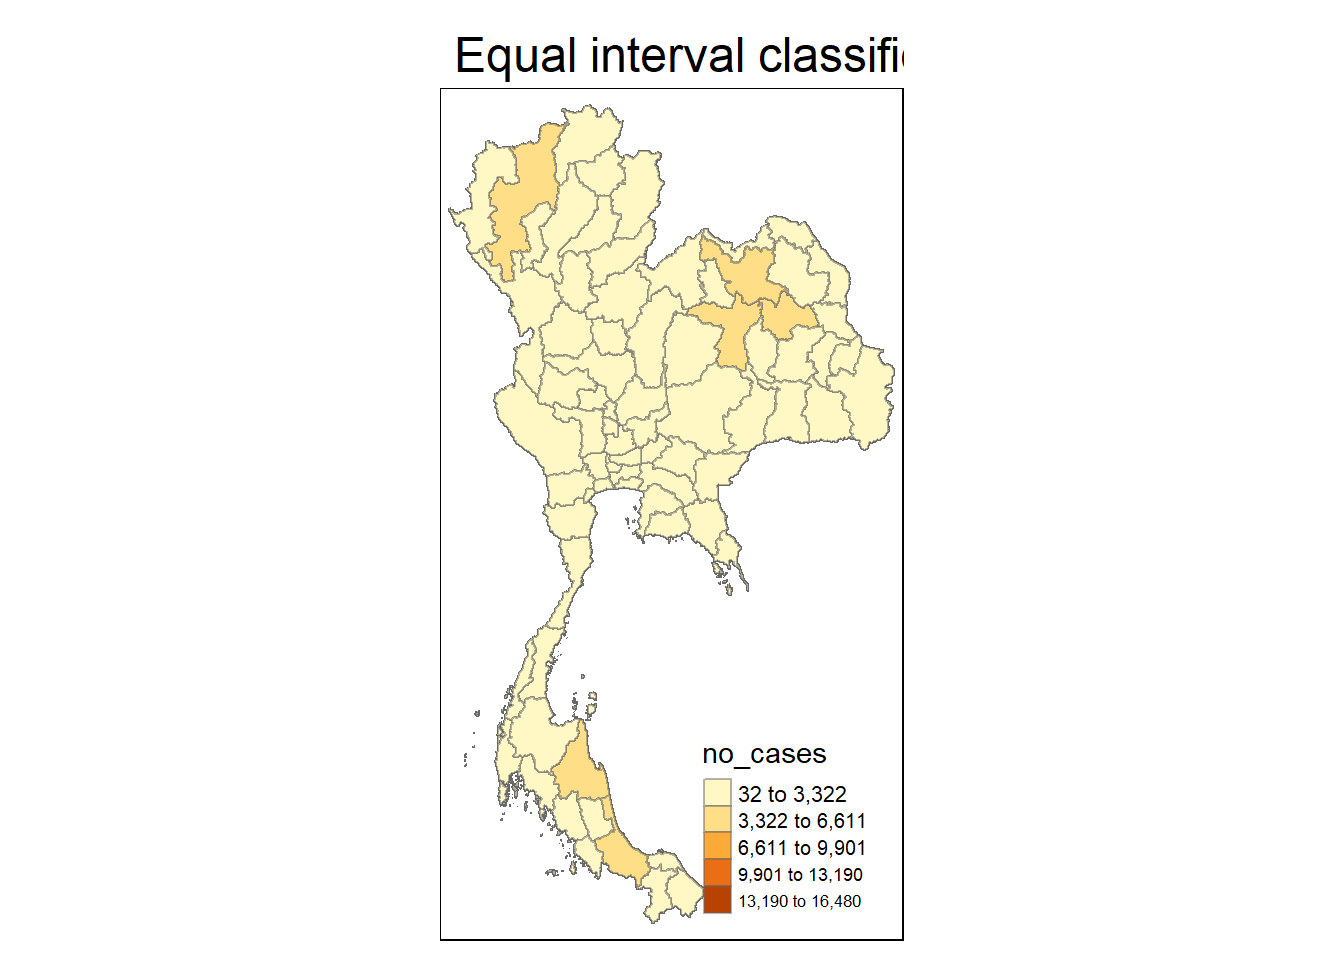 Equal interval classific
no_cases
32 to 3,322
3,322 to 6,611
6,611 to 9,901
9,901 to 13,190
13,190 to 16,480